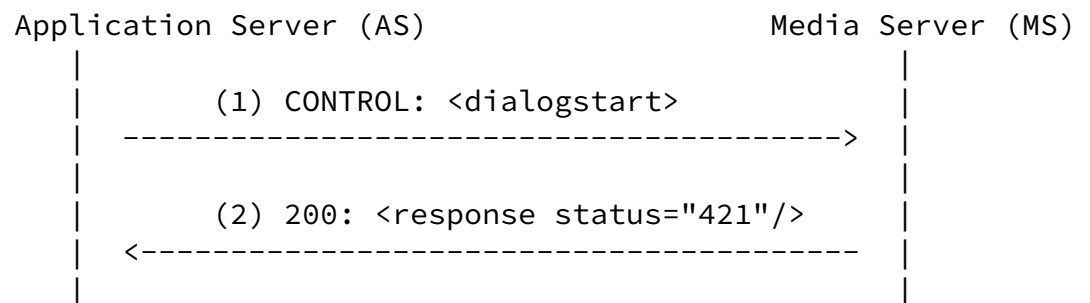 Application Server (AS) Media Server (MS)
(1) CONTROL: <dialogstart>
(2) 200: <response status="421"/>